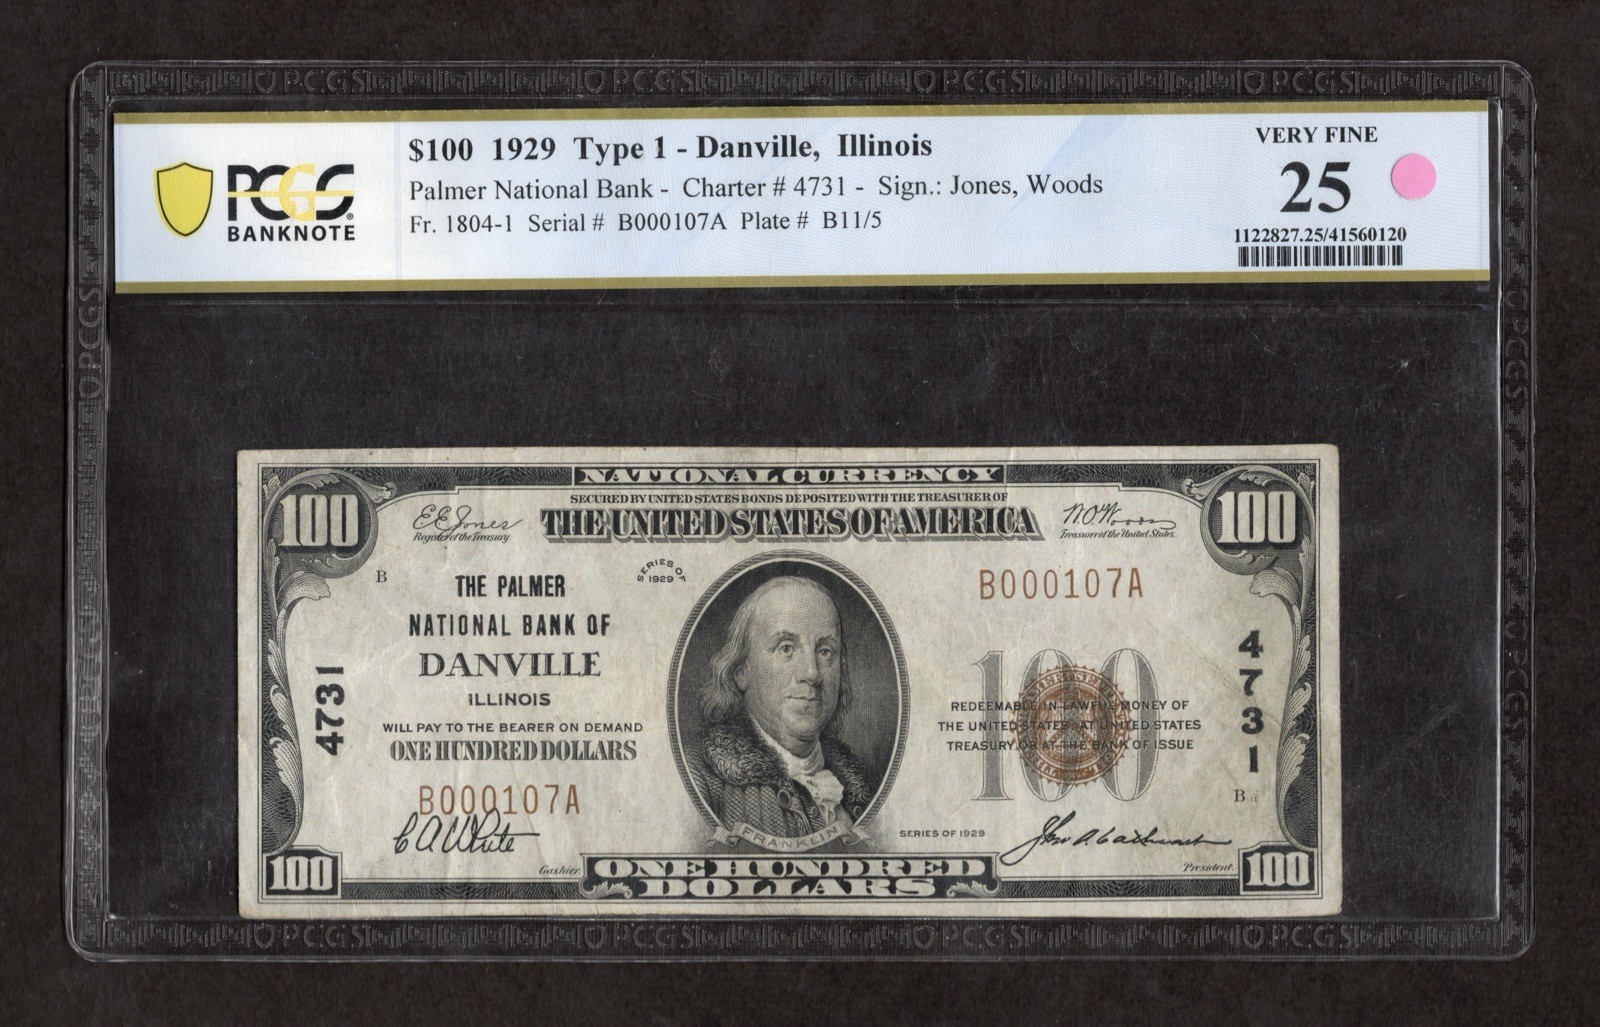 $100 1929 Type 1 - Danville, Illinois
Palmer National Bank - Charter # 4731 - Sign.: Jones, Woods
Fr. 1804-1 Serial # B000107A Plate # B11/5
PCGS
BANKNOTE
VERY FINE
25
1122827.25/41560120
NATIONAL CURRENCY
SECURED BY UNITED STATES BONDS DEPOSITED WITH THE TREASURER OF
THE UNITED STATES OF AMERICA
100
100
E E Jones
Register of the Treasury.
W.O. Woods
Treasurer of the United States.
B
SERIES OF
1929
THE PALMER
NATIONAL BANK OF
DANVILLE
ILLINOIS
WILL PAY TO THE BEARER ON DEMAND
ONE HUNDRED DOLLARS
B000107A
4731
B000107A
4731
100
REDEEMABLE IN LAWFUL MONEY OF
THE UNITED STATES AT UNITED STATES
TREASURY OR AT THE BANK OF ISSUE
B
C A White
Cashier.
FRANKLIN
SERIES OF 1929
President.
100
ONE HUNDRED
DOLLARS
100